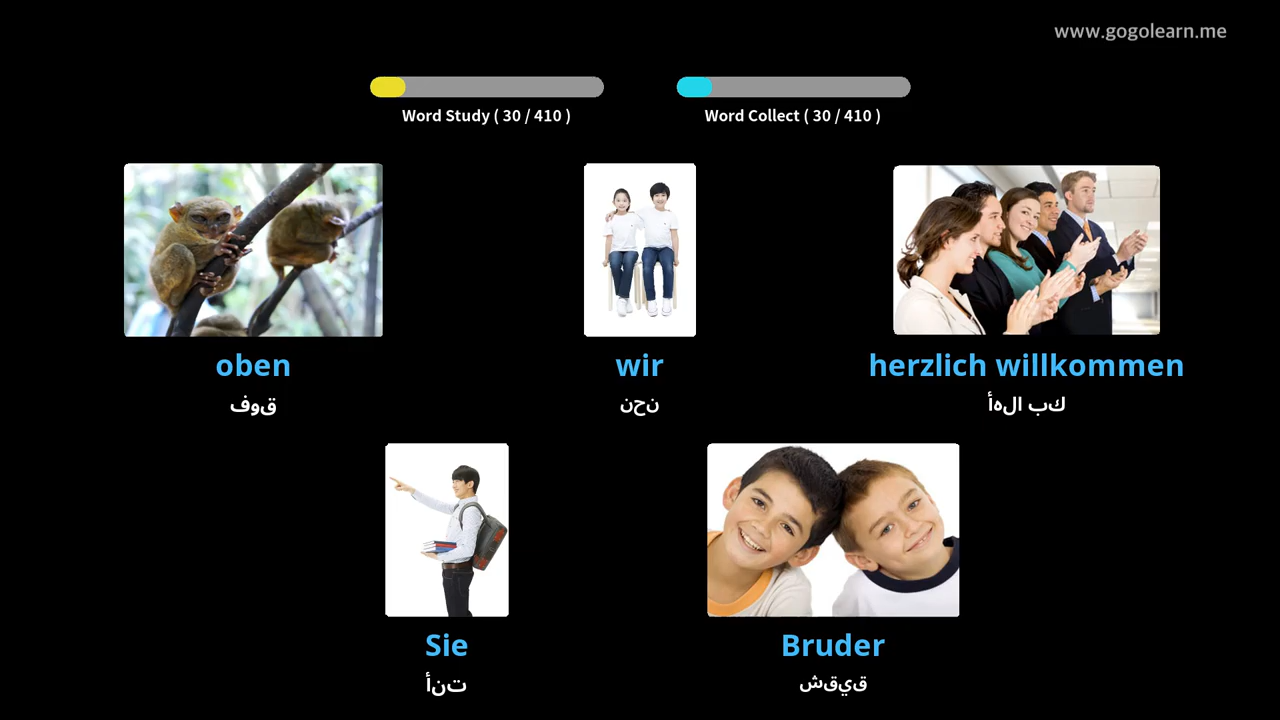 www.gogolearn.me
Word Study ( 30 / 410 )
Word Collect ( 30 / 410 )
oben
قوف
wir
نحن
herzlich willkommen
كب الهأ
Sie
تنأ
Bruder
قيقش